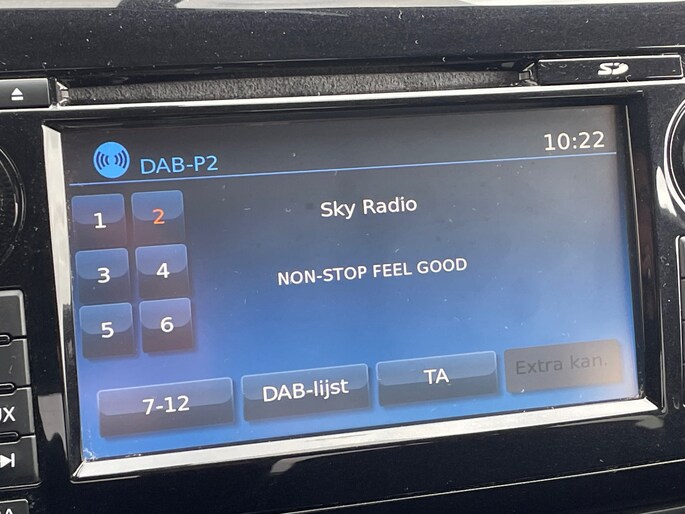 SD
DAB-P2
10:22
1 2
Sky Radio
3 4
NON-STOP FEEL GOOD
5 6
7-12
DAB-lijst
TA
Extra kan.